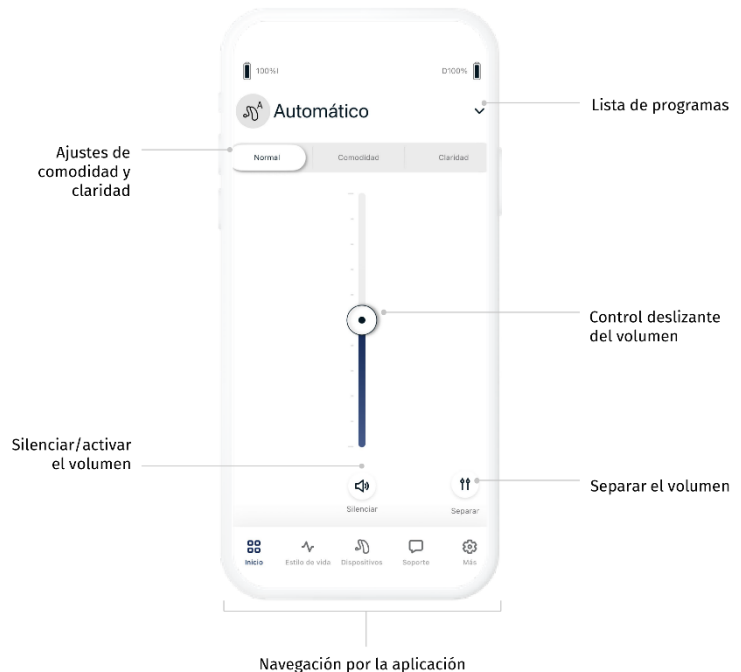 100%I
D100%
Automático
Lista de programas
Ajustes de
comodidad y
claridad
Normal
Comodidad
Claridad
Control deslizante
del volumen
Silenciar/activar
el volumen
Separar el volumen
Silenciar
Separar
Inicio
Estilo de vida
Dispositivos
Soporte
Más
Navegación por la aplicación